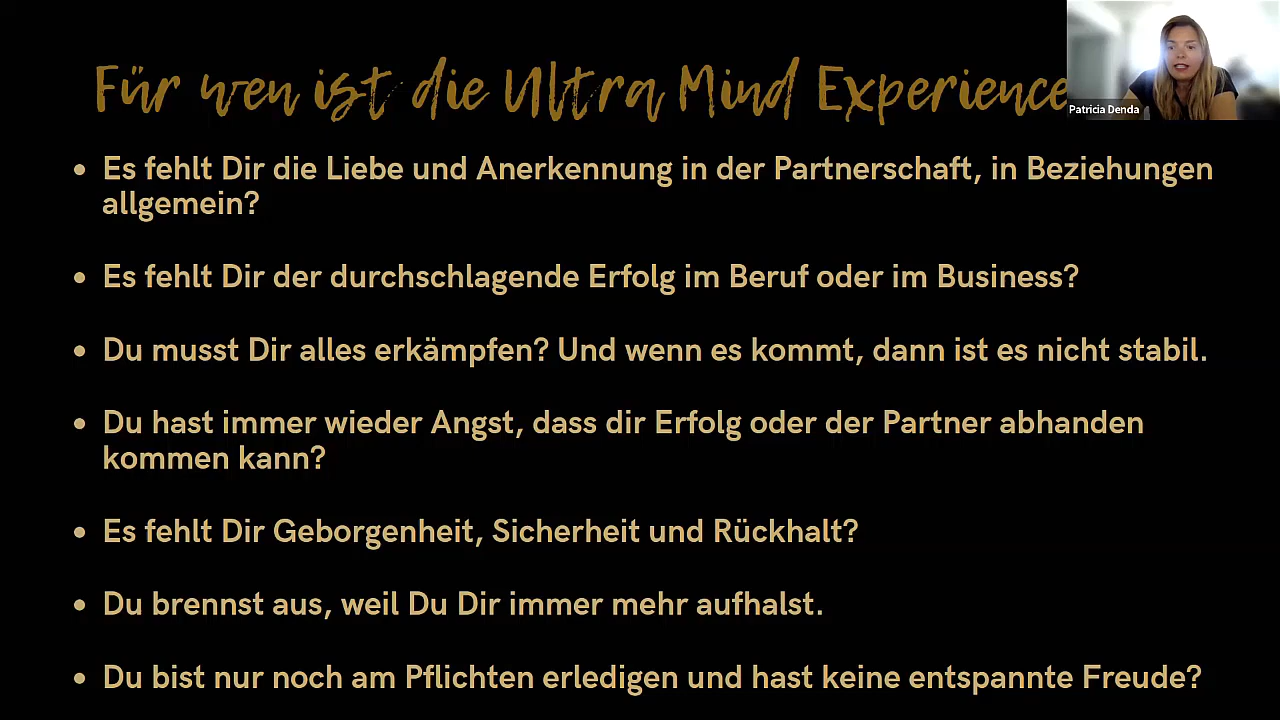 Für wen ist die Ultra Mind Experience
Patricia Denda
• Es fehlt Dir die Liebe und Anerkennung in der Partnerschaft, in Beziehungen
allgemein?
• Es fehlt Dir der durchschlagende Erfolg im Beruf oder im Business?
• Du musst Dir alles erkämpfen? Und wenn es kommt, dann ist es nicht stabil.
• Du hast immer wieder Angst, dass dir Erfolg oder der Partner abhanden
kommen kann?
• Es fehlt Dir Geborgenheit, Sicherheit und Rückhalt?
• Du brennst aus, weil Du Dir immer mehr aufhalst.
• Du bist nur noch am Pflichten erledigen und hast keine entspannte Freude?